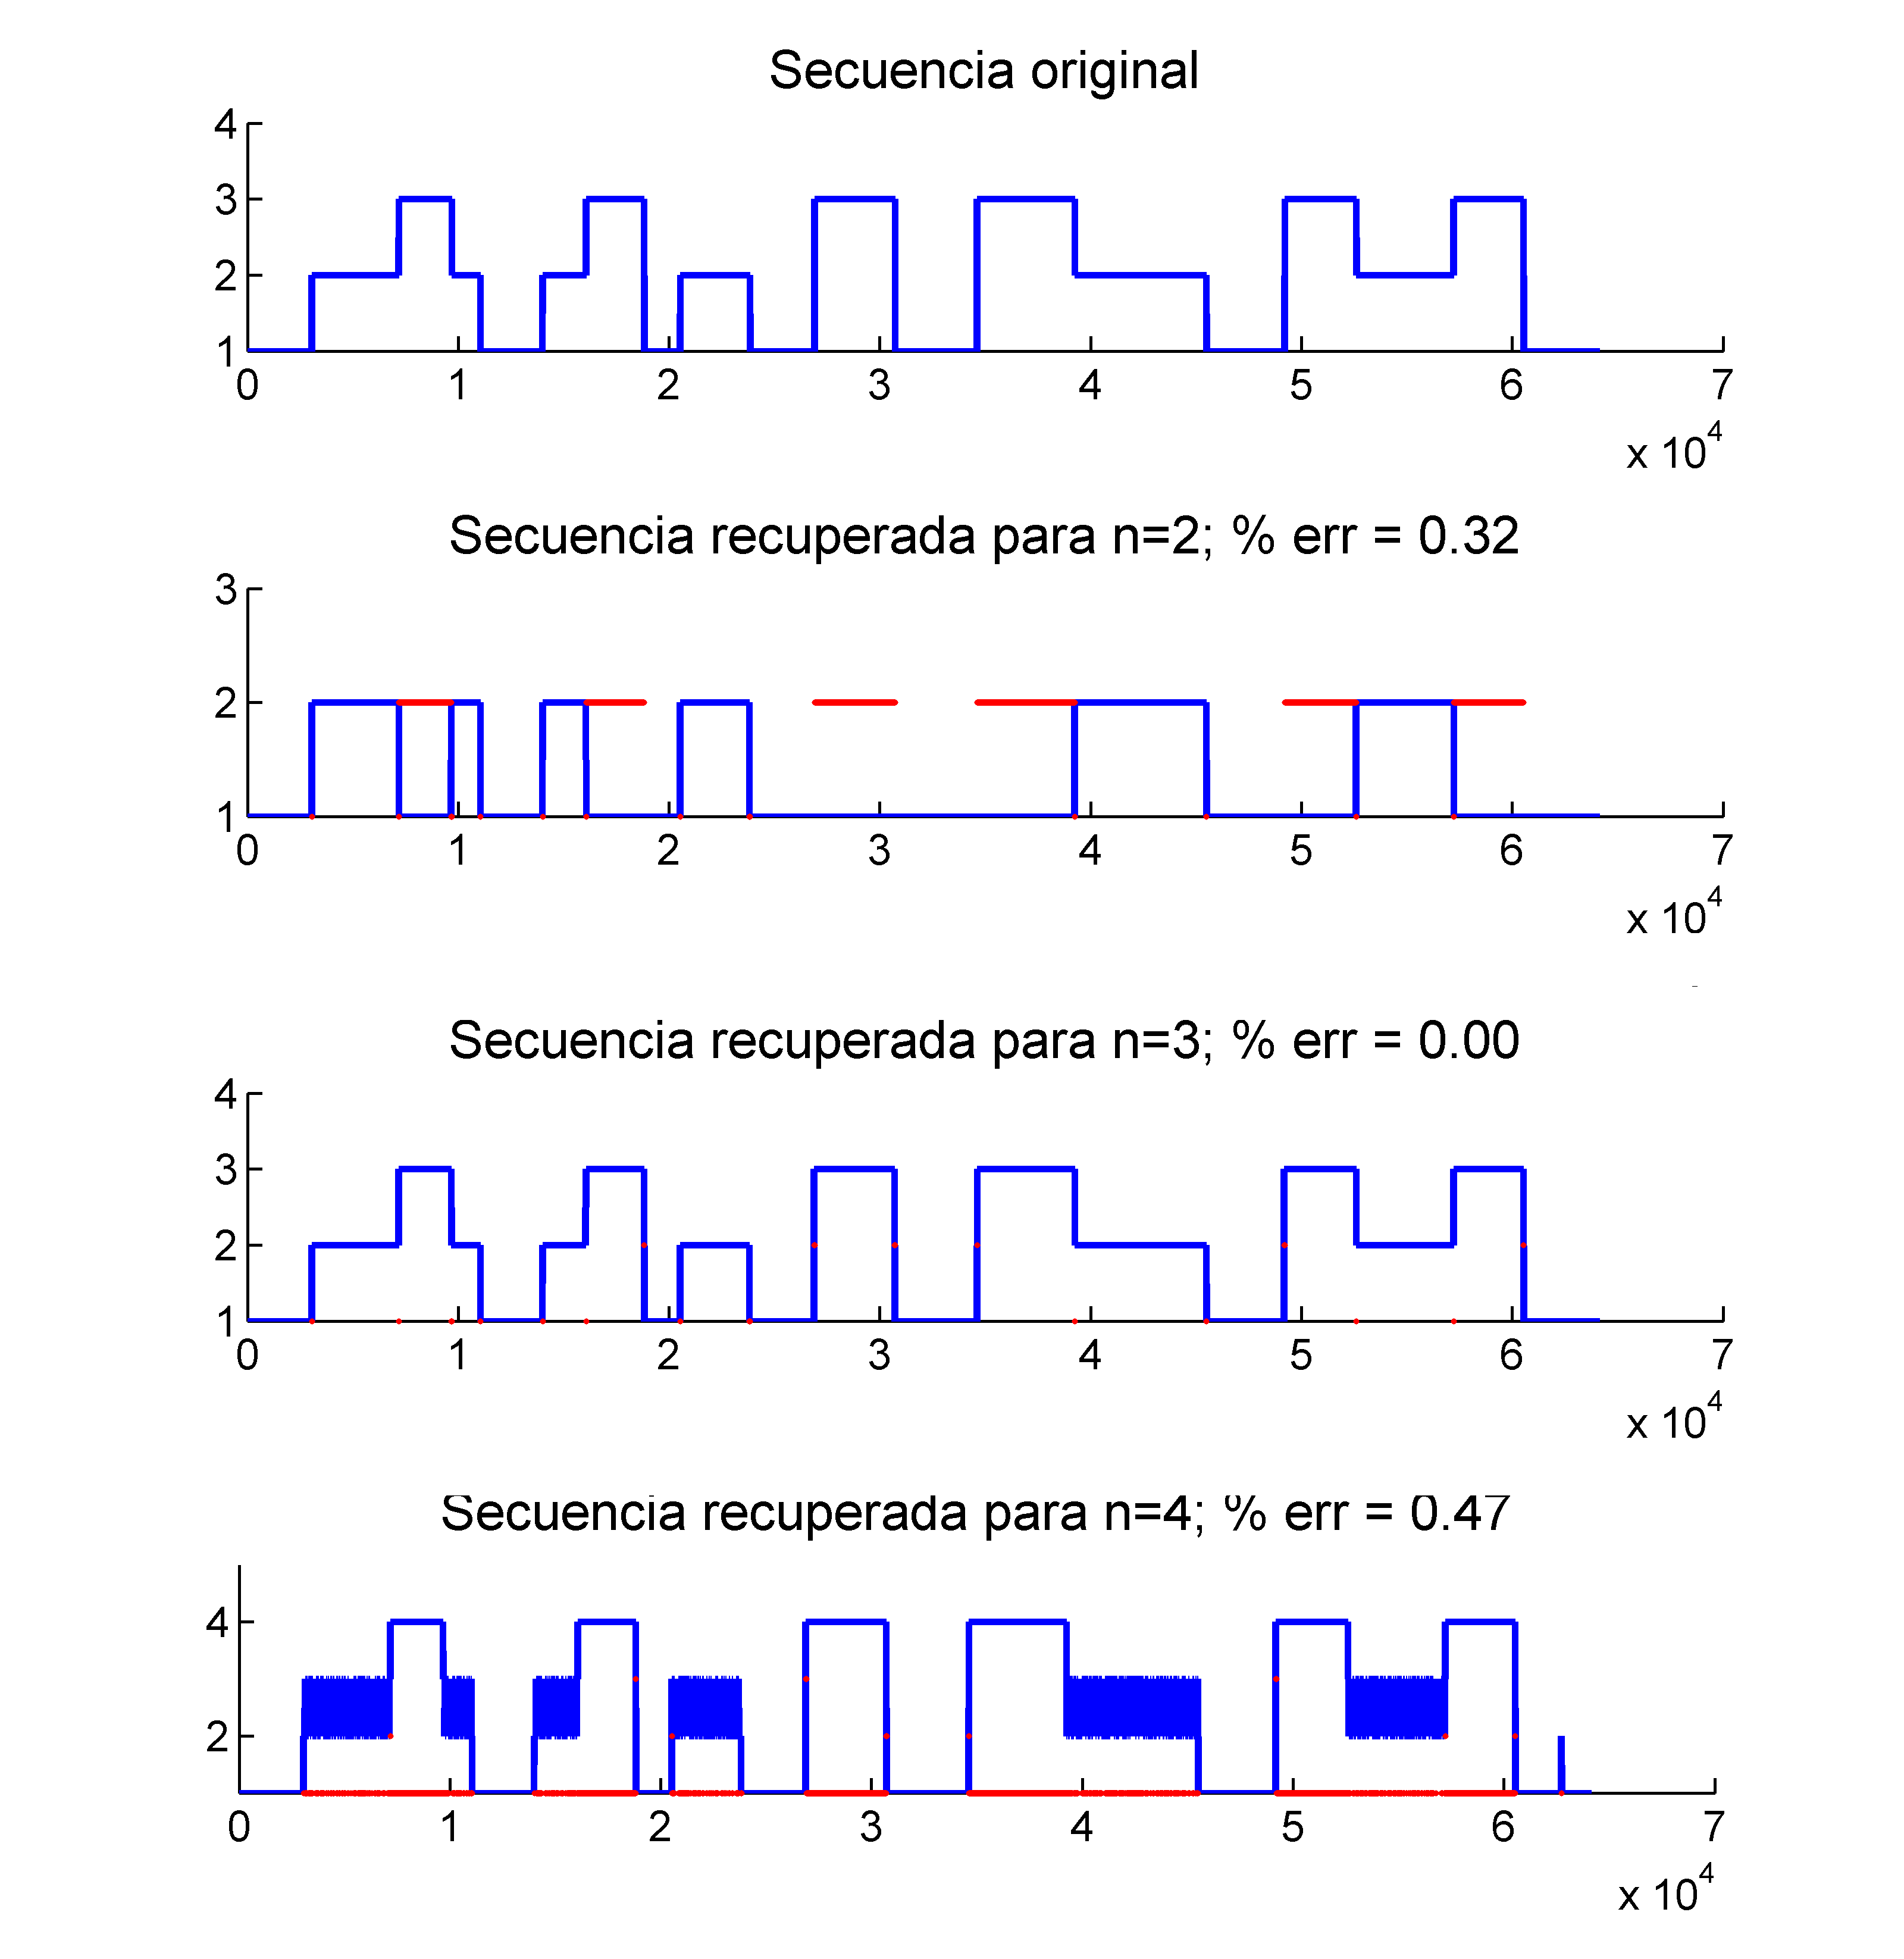 Secuencia original
4
3
2
1
0 1 2 3 4 5 6 7
x 10^4
Secuencia recuperada para n=2; % err = 0.32
3
2
1
0 1 2 3 4 5 6 7
x 10^4
Secuencia recuperada para n=3; % err = 0.00
4
3
2
1
0 1 2 3 4 5 6 7
x 10^4
Secuencia recuperada para n=4; % err = 0.47
4
2
0 1 2 3 4 5 6 7
x 10^4